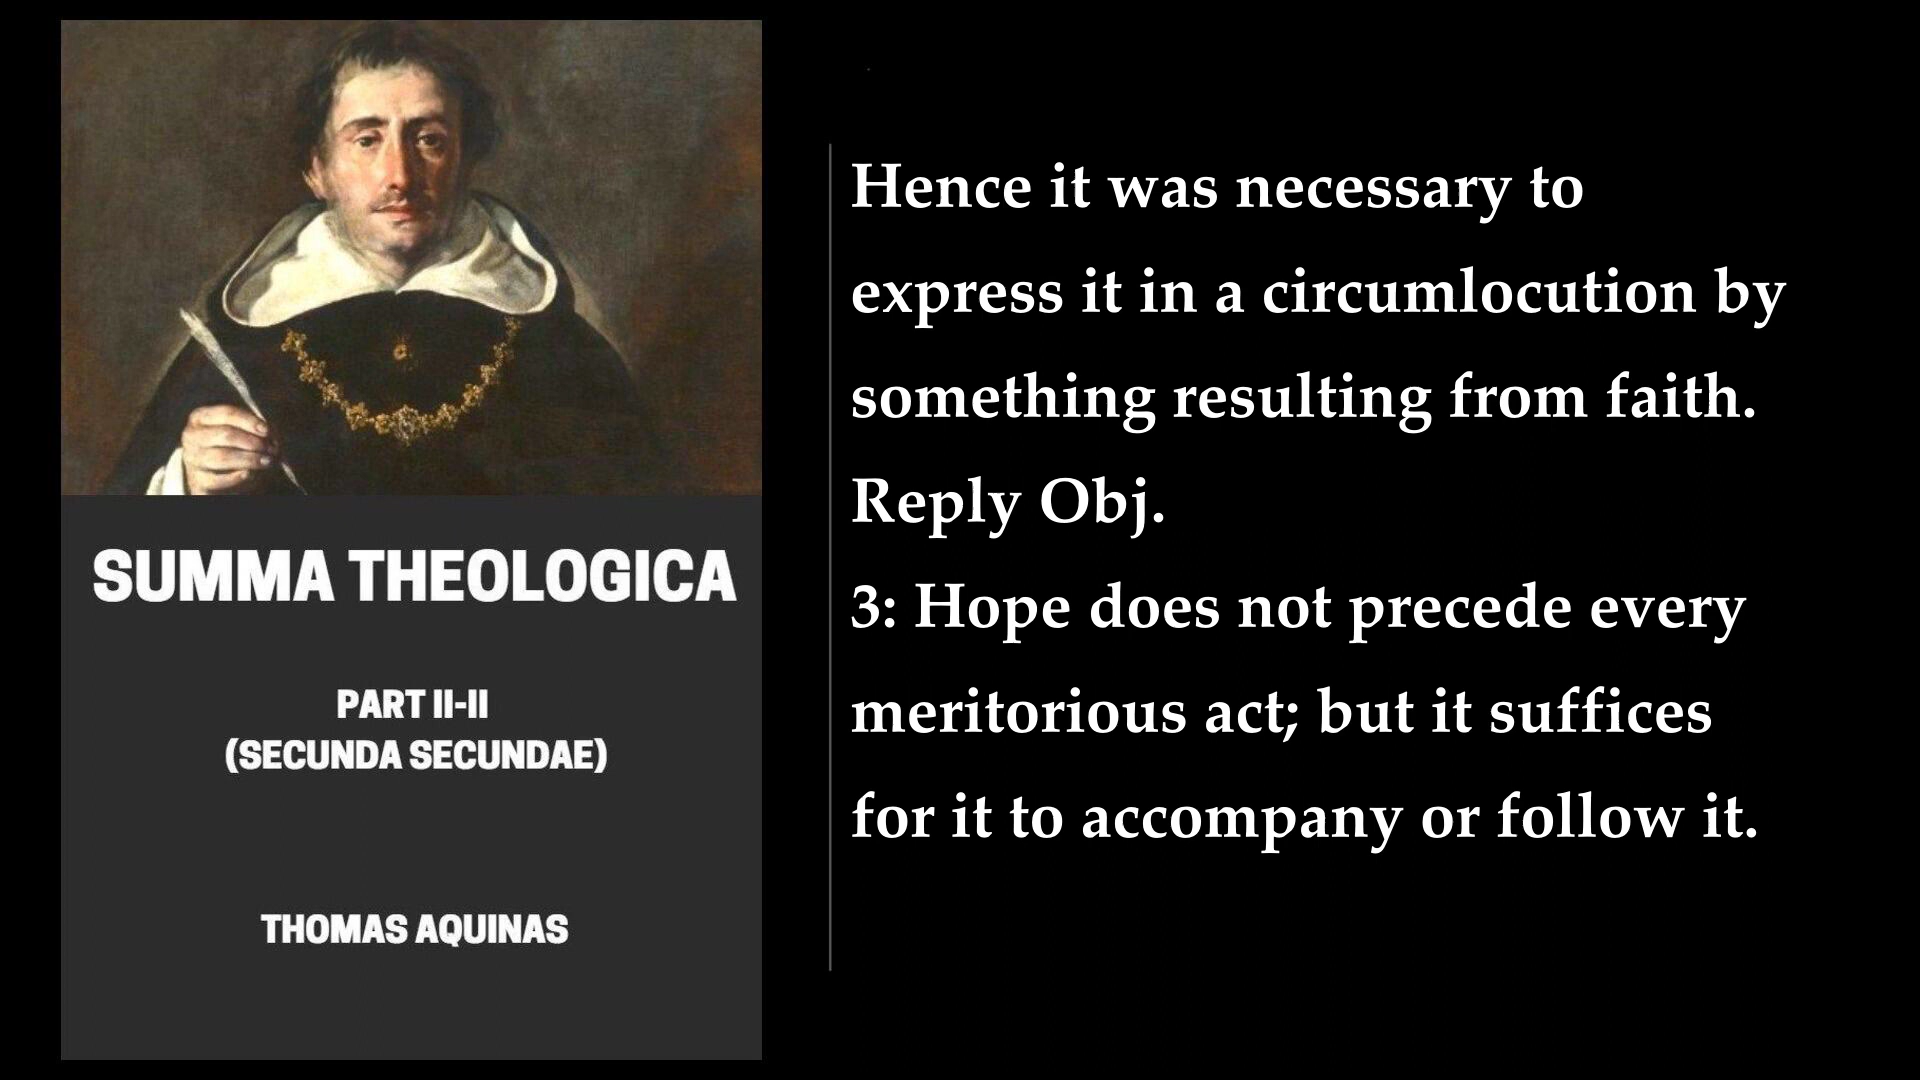 SUMMA THEOLOGICA
PART II-II
(SECUNDA SECUNDAE)
THOMAS AQUINAS
Hence it was necessary to
express it in a circumlocution by
something resulting from faith.
Reply Obj.
3: Hope does not precede every
meritorious act; but it suffices
for it to accompany or follow it.